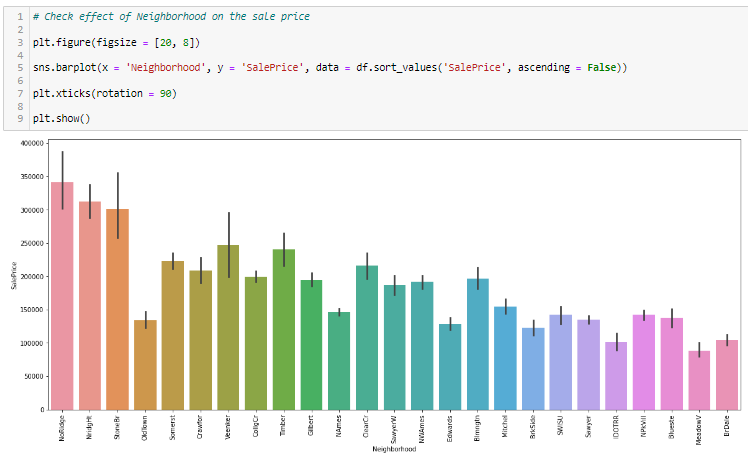 1 # Check effect of Neighborhood on the sale price
2
3 plt.figure(figsize = [20, 8])
4
5 sns.barplot(x = 'Neighborhood', y = 'SalePrice', data = df.sort_values('SalePrice', ascending = False))
6
7 plt.xticks(rotation = 90)
8
9 plt.show()
400000
350000
300000
250000
200000
150000
100000
50000
0
SalePrice
NoRidge
NridgHt
StoneBr
OldTown
Somerst
Crawfor
Veenker
CollgCr
Timber
Gilbert
NAmes
ClearCr
SawyerW
NWAmes
Edwards
Blmngtn
Mitchel
BrkSide
SWISU
Sawyer
IDOTRR
NPkVill
Blueste
MeadowV
BrDale
Neighborhood